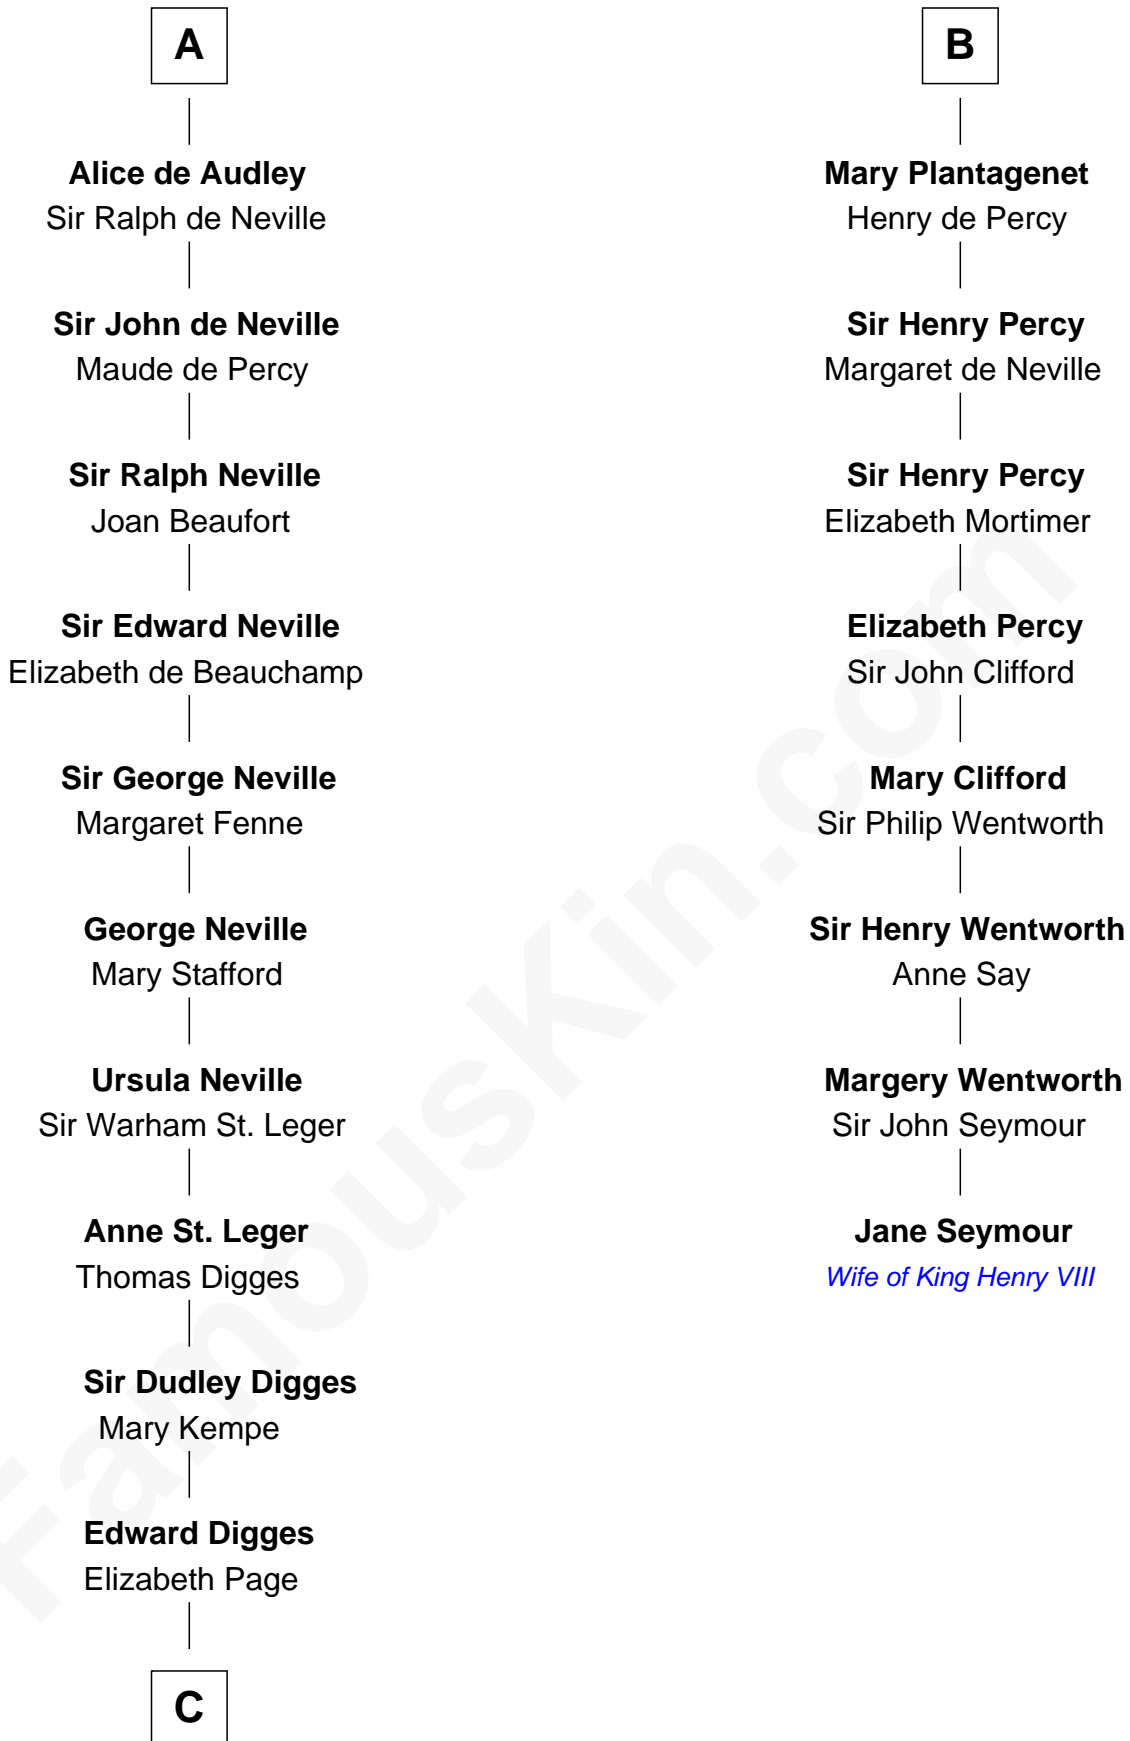 A
Alice de Audley
Sir Ralph de Neville
Sir John de Neville
Maude de Percy
Sir Ralph Neville
Joan Beaufort
Sir Edward Neville
Elizabeth de Beauchamp
Sir George Neville
Margaret Fenne
George Neville
Mary Stafford
Ursula Neville
Sir Warham St. Leger
Anne St. Leger
Thomas Digges
Sir Dudley Digges
Mary Kempe
Edward Digges
Elizabeth Page
C
B
Mary Plantagenet
Henry de Percy
Sir Henry Percy
Margaret de Neville
Sir Henry Percy
Elizabeth Mortimer
Elizabeth Percy
Sir John Clifford
Mary Clifford
Sir Philip Wentworth
Sir Henry Wentworth
Anne Say
Margery Wentworth
Sir John Seymour
Jane Seymour
Wife of King Henry VIII
FamousKin.com